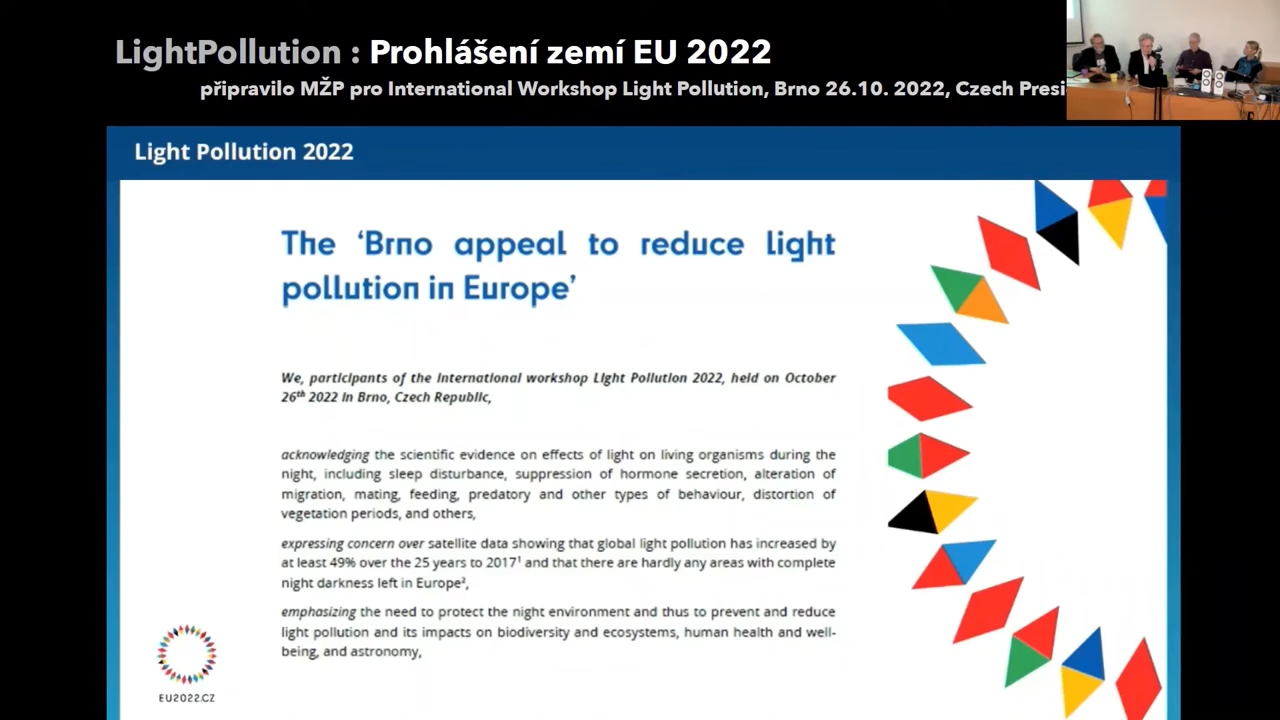 LightPollution : Prohlášení zemí EU 2022
připravilo MŽP pro International Workshop Light Pollution, Brno 26.10. 2022, Czech
Light Pollution 2022
The ‘Brno appeal to reduce light
pollution in Europe’
We, participants of the international workshop Light Pollution 2022, held on October
26th 2022 in Brno, Czech Republic,
acknowledging the scientific evidence on effects of light on living organisms during the
night, including sleep disturbance, suppression of hormone secretion, alteration of
migration, mating, feeding, predatory and other types of behaviour, distortion of
vegetation periods, and others,
expressing concern over satellite data showing that global light pollution has increased by
at least 49% over the 25 years to 2017¹ and that there are hardly any areas with complete
night darkness left in Europe²,
emphasizing the need to protect the night environment and thus to prevent and reduce
light pollution and its impacts on biodiversity and ecosystems, human health and well-
being, and astronomy,
EU2022.CZ